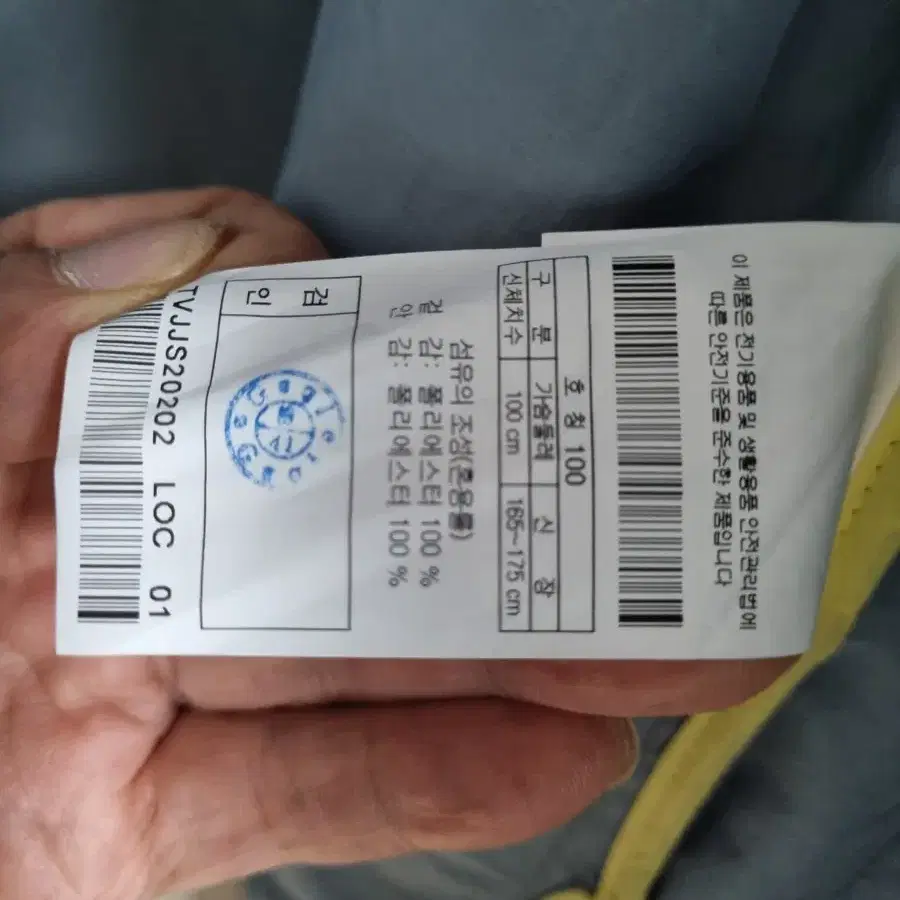 이 제품은 전기용품 및 생활용품 안전관리법에
따른 안전기준을 준수한 제품입니다
호 칭 100
구 분 가슴둘레 신 장
신체치수 100 cm 165~175 cm
섬유의 조성(혼용률)
겉 감: 폴리에스터 100 %
안 감: 폴리에스터 100 %
검
인
TVJJS20202 LOC 01